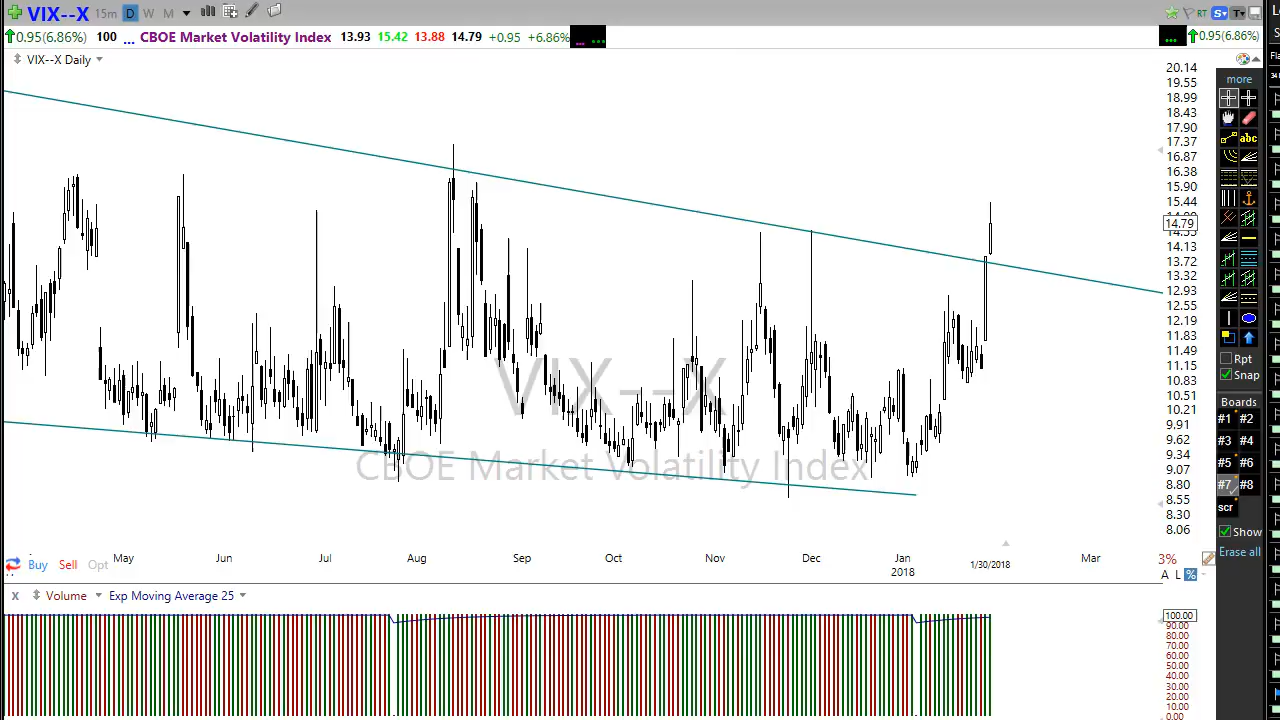 VIX--X 15m D W M RT S T
0.95(6.86%) 100 ... CBOE Market Volatility Index 13.93 15.42 13.88 14.79 +0.95 +6.86% ... 0.95(6.86%)
VIX--X Daily
more
abc
Rpt
Snap
Boards
#1 #2
#3 #4
#5 #6
#7 #8
scr
Show
Erase all
20.14
19.55
18.99
18.43
17.90
17.37
16.87
16.38
15.90
15.44
14.79
14.53
14.13
13.72
13.32
12.93
12.55
12.19
11.83
11.49
11.15
10.83
10.51
10.21
9.91
9.62
9.34
9.07
8.80
8.55
8.30
8.06
VIX--X
CBOE Market Volatility Index
May Jun Jul Aug Sep Oct Nov Dec Jan Mar
2018 1/30/2018
Buy Sell Opt
3%
A L %
X Volume Exp Moving Average 25
100.00
90.00
80.00
70.00
60.00
50.00
40.00
30.00
20.00
10.00
0.00